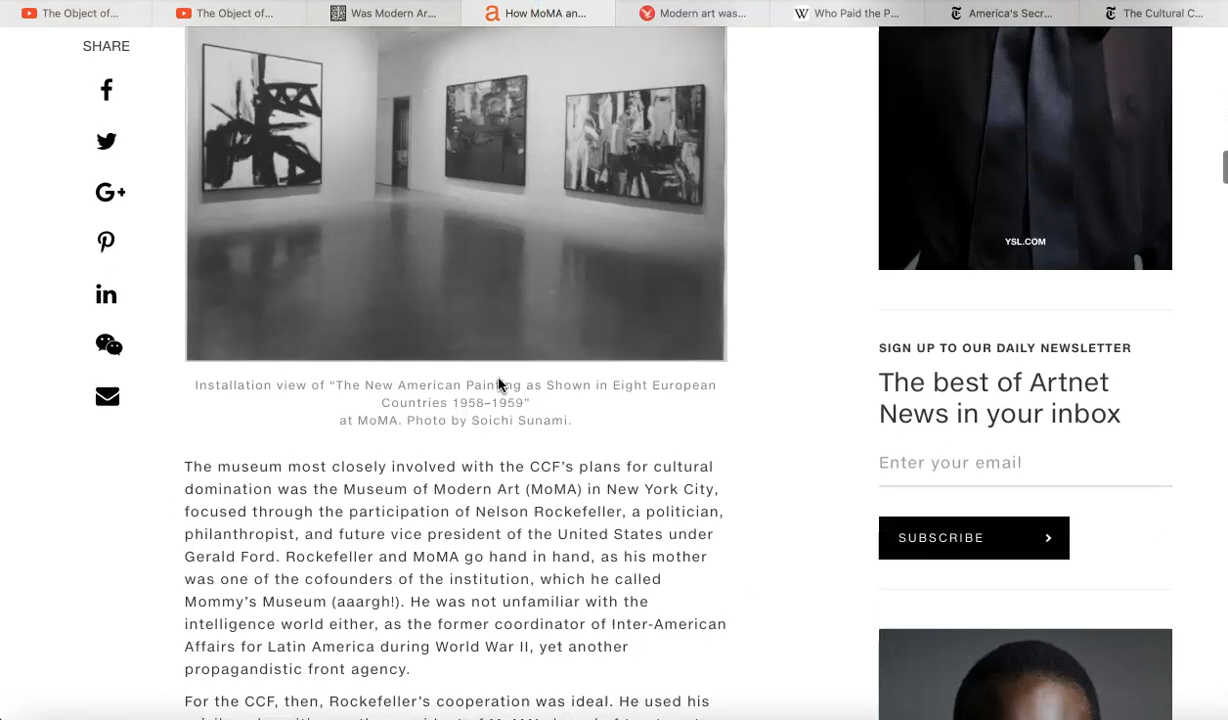 The Object of...
The Object of...
Was Modern Ar...
How MoMA an...
Modern art was...
Who Paid the P...
America's Secr...
The Cultural C...
SHARE
YSL.COM
Installation view of “The New American Painting as Shown in Eight European
Countries 1958–1959”
at MoMA. Photo by Soichi Sunami.
The museum most closely involved with the CCF’s plans for cultural
domination was the Museum of Modern Art (MoMA) in New York City,
focused through the participation of Nelson Rockefeller, a politician,
philanthropist, and future vice president of the United States under
Gerald Ford. Rockefeller and MoMA go hand in hand, as his mother
was one of the cofounders of the institution, which he called
Mommy’s Museum (aaargh!). He was not unfamiliar with the
intelligence world either, as the former coordinator of Inter-American
Affairs for Latin America during World War II, yet another
propagandistic front agency.
For the CCF, then, Rockefeller’s cooperation was ideal. He used his
SIGN UP TO OUR DAILY NEWSLETTER
The best of Artnet
News in your inbox
Enter your email
SUBSCRIBE